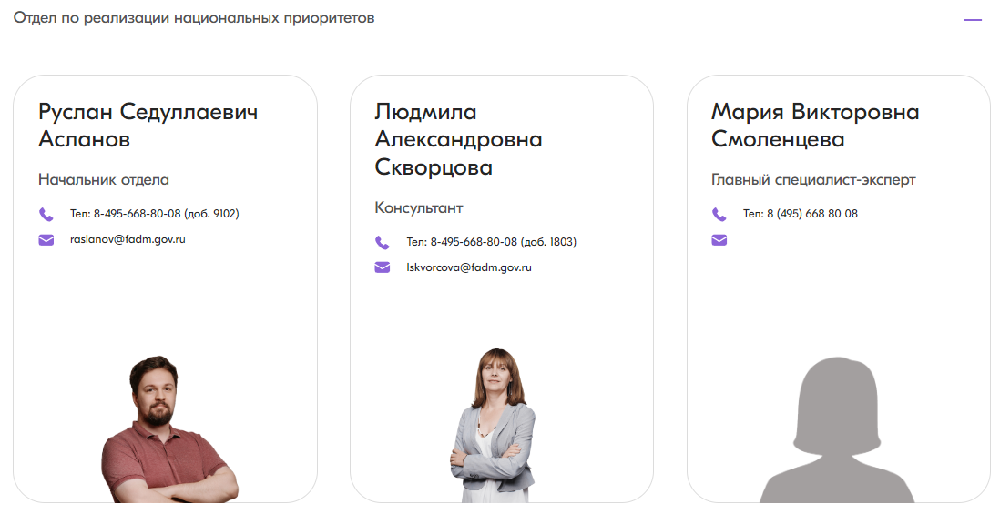 Отдел по реализации национальных приоритетов
Руслан Седуллаевич
Асланов
Начальник отдела
Тел: 8-495-668-80-08 (доб. 9102)
raslanov@fadm.gov.ru
Людмила
Александровна
Скворцова
Консультант
Тел: 8-495-668-80-08 (доб. 1803)
lskvorcova@fadm.gov.ru
Мария Викторовна
Смоленцева
Главный специалист-эксперт
Тел: 8 (495) 668 80 08